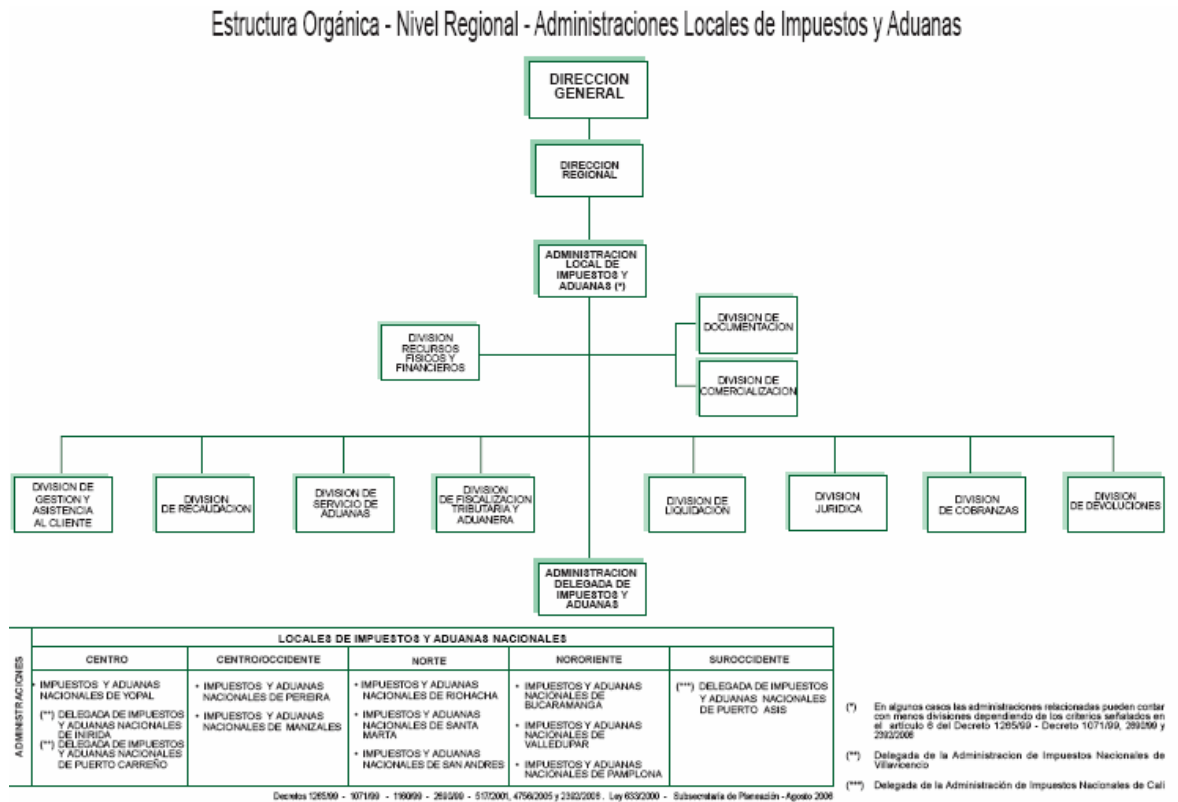 Estructura Orgánica - Nivel Regional - Administraciones Locales de Impuestos y Aduanas
DIRECCION
GENERAL
DIRECCION
REGIONAL
ADMINISTRACION
LOCAL DE
IMPUESTOS Y
ADUANAS (*)
DIVISION
RECURSOS
FISICOS Y
FINANCIEROS
DIVISION DE
DOCUMENTACION
DIVISION DE
COMERCIALIZACION
DIVISION DE
GESTION Y
ASISTENCIA
AL CLIENTE
DIVISION
DE RECAUDACION
DIVISION DE
SERVICIO DE
ADUANAS
DIVISION
DE FISCALIZACION
TRIBUTARIA Y
ADUANERA
DIVISION DE
LIQUIDACION
DIVISION
JURIDICA
DIVISION
DE COBRANZAS
DIVISION
DE DEVOLUCIONES
ADMINISTRACION
DELEGADA DE
IMPUESTOS Y
ADUANAS
ADMINISTRACIONES
LOCALES DE IMPUESTOS Y ADUANAS NACIONALES
CENTRO
• IMPUESTOS Y ADUANAS
NACIONALES DE YOPAL
(**) DELEGADA DE IMPUESTOS
Y ADUANAS NACIONALES
DE INIRIDA
(**) DELEGADA DE IMPUESTOS
Y ADUANAS NACIONALES
DE PUERTO CARREÑO
CENTRO/OCCIDENTE
• IMPUESTOS Y ADUANAS
NACIONALES DE PEREIRA
• IMPUESTOS Y ADUANAS
NACIONALES DE MANIZALES
NORTE
• IMPUESTOS Y ADUANAS
NACIONALES DE RIOHACHA
• IMPUESTOS Y ADUANAS
NACIONALES DE SANTA
MARTA
• IMPUESTOS Y ADUANAS
NACIONALES DE SAN ANDRES
NORORIENTE
• IMPUESTOS Y ADUANAS
NACIONALES DE
BUCARAMANGA
• IMPUESTOS Y ADUANAS
NACIONALES DE
VALLEDUPAR
• IMPUESTOS Y ADUANAS
NACIONALES DE PAMPLONA
SUROCCIDENTE
(***) DELEGADA DE IMPUESTOS
Y ADUANAS NACIONALES
DE PUERTO ASIS
(*) En algunos casos las administraciones relacionadas pueden contar
con menos divisiones dependiendo de los criterios señalados en
el articulo 6 del Decreto 1265/99 - Decreto 1071/99, 2690/99 y
2392/2006
(**) Delegada de la Administracion de Impuestos Nacionales de
Villavicencio
(***) Delegada de la Administración de Impuestos Nacionales de Cali
Decretos 1265/99 - 1071/99 - 1160/99 - 2690/99 - 517/2001, 4756/2005 y 2392/2006 . Ley 633/2000 - Subsecretaría de Planeación - Agosto 2006